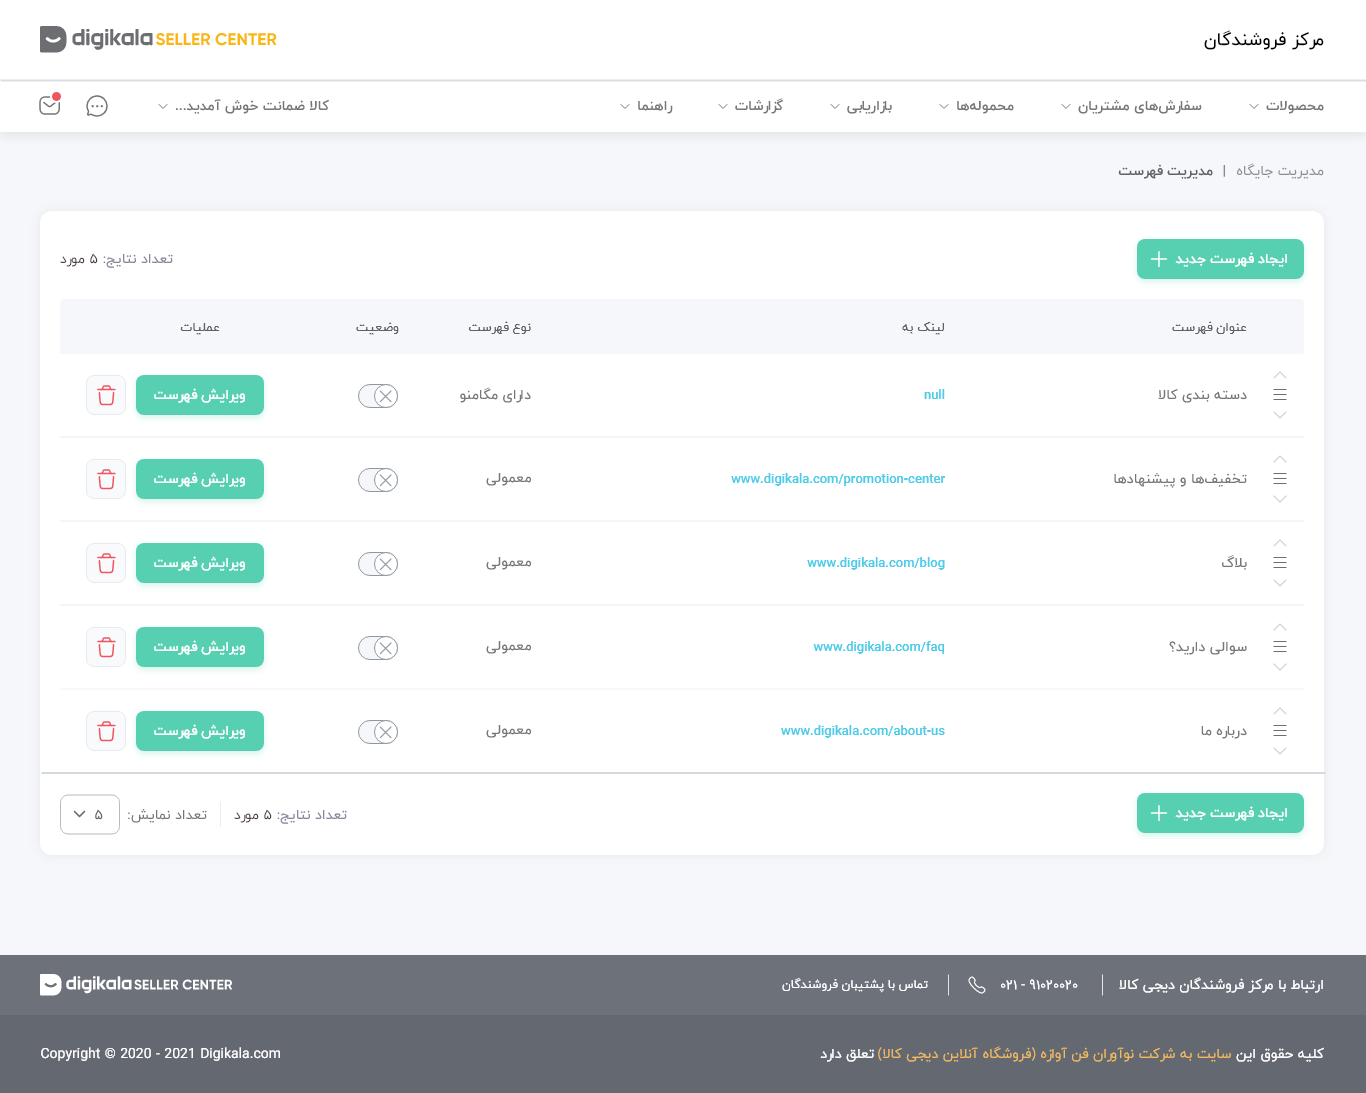 مرکز فروشندگان
digikala SELLER CENTER
محصولات
سفارش‌های مشتریان
محموله‌ها
بازاریابی
گزارشات
راهنما
کالا ضمانت خوش آمدید...
مدیریت جایگاه | مدیریت فهرست
ایجاد فهرست جدید
تعداد نتایج: ۵ مورد
عنوان فهرست
لینک به
نوع فهرست
وضعیت
عملیات
دسته بندی کالا
null
دارای مگامنو
ویرایش فهرست
تخفیف‌ها و پیشنهادها
www.digikala.com/promotion-center
معمولی
ویرایش فهرست
بلاگ
www.digikala.com/blog
معمولی
ویرایش فهرست
سوالی دارید؟
www.digikala.com/faq
معمولی
ویرایش فهرست
درباره ما
www.digikala.com/about-us
معمولی
ویرایش فهرست
ایجاد فهرست جدید
تعداد نتایج: ۵ مورد
تعداد نمایش: ۵
ارتباط با مرکز فروشندگان دیجی کالا
۰۲۱ - ۹۱۰۲۰۰۲۰
تماس با پشتیبان فروشندگان
digikala SELLER CENTER
کلیه حقوق این سایت به شرکت نوآوران فن آوازه (فروشگاه آنلاین دیجی کالا) تعلق دارد
Copyright © 2020 - 2021 Digikala.com